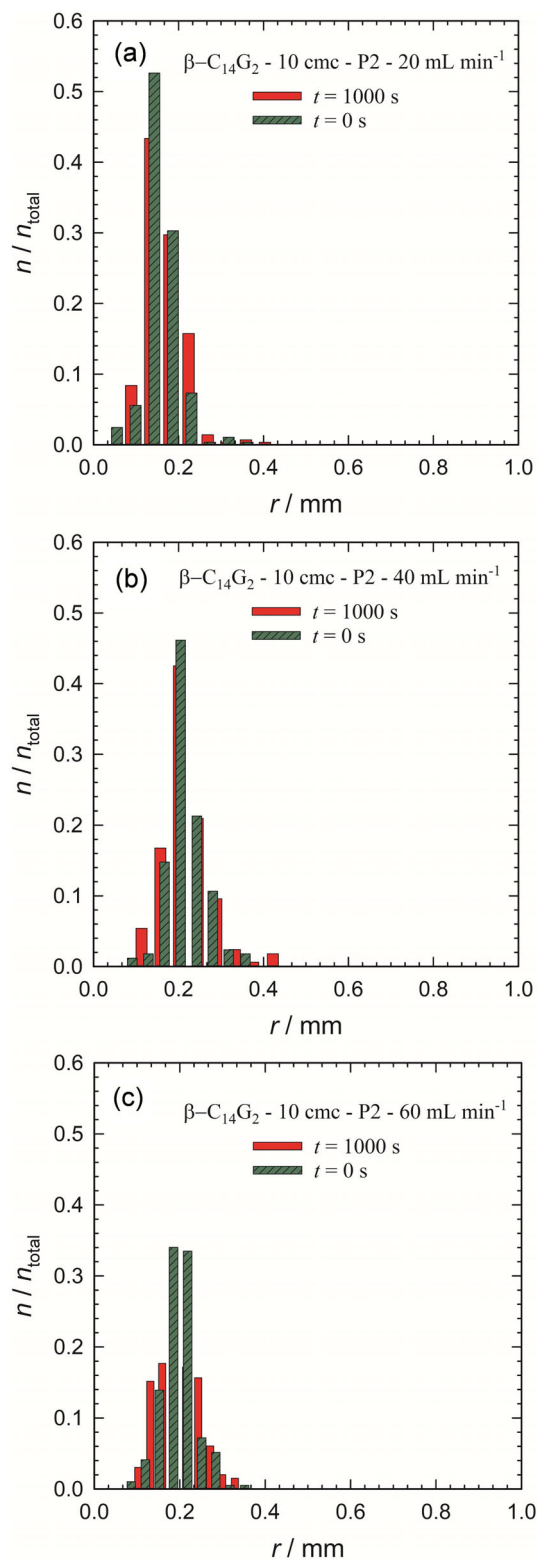 (a) β–C₁₄G₂ - 10 cmc - P2 - 20 mL min⁻¹
t = 1000 s
t = 0 s
0.6
0.5
0.4
0.3
0.2
0.1
0.0
n / n_total
0.0 0.2 0.4 0.6 0.8 1.0
r / mm
(b) β–C₁₄G₂ - 10 cmc - P2 - 40 mL min⁻¹
t = 1000 s
t = 0 s
0.6
0.5
0.4
0.3
0.2
0.1
0.0
n / n_total
0.0 0.2 0.4 0.6 0.8 1.0
r / mm
(c) β–C₁₄G₂ - 10 cmc - P2 - 60 mL min⁻¹
t = 1000 s
t = 0 s
0.6
0.5
0.4
0.3
0.2
0.1
0.0
n / n_total
0.0 0.2 0.4 0.6 0.8 1.0
r / mm